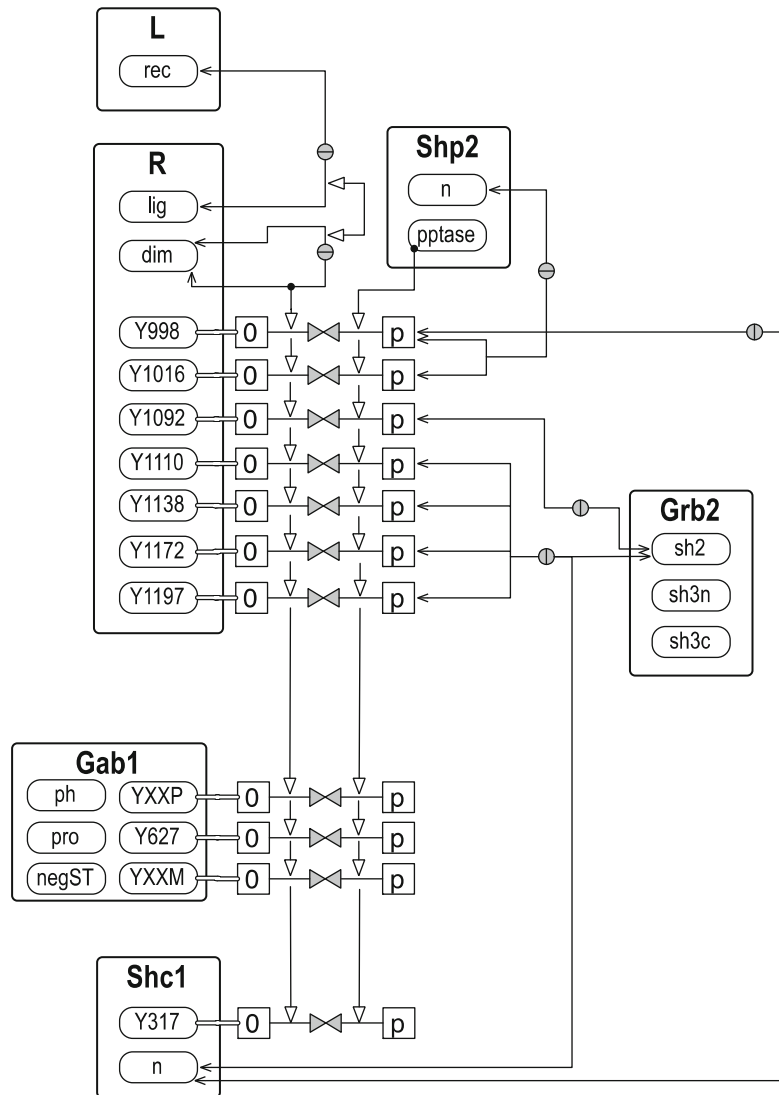 L
rec
R
Shp2
lig
n
dim
pptase
Y998 0 p
Y1016 0 p
Y1092 0 p
Y1110 0 p
Y1138 0 p
Grb2
sh2
Y1172 0 p
Y1197 0 p
sh3n
sh3c
Gab1
ph YXXP 0 p
pro Y627 0 p
negST YXXM 0 p
Shc1
Y317 0 p
n